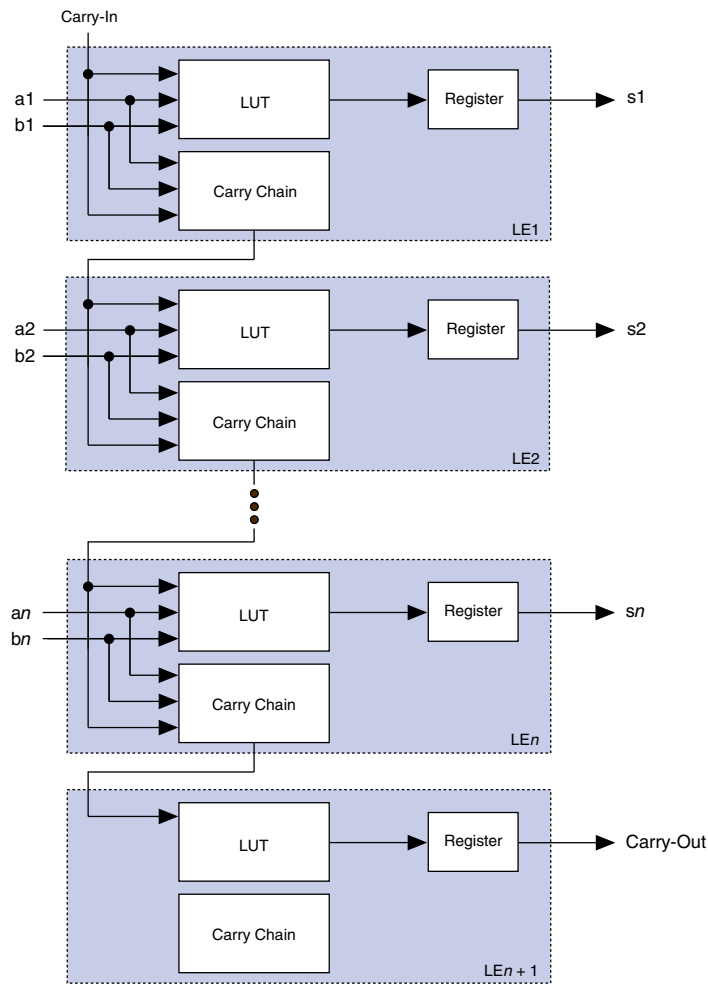 Carry-In
a1
b1
LUT
Register
s1
Carry Chain
LE1
a2
b2
LUT
Register
s2
Carry Chain
LE2
an
bn
LUT
Register
sn
Carry Chain
LEn
LUT
Register
Carry-Out
Carry Chain
LEn + 1